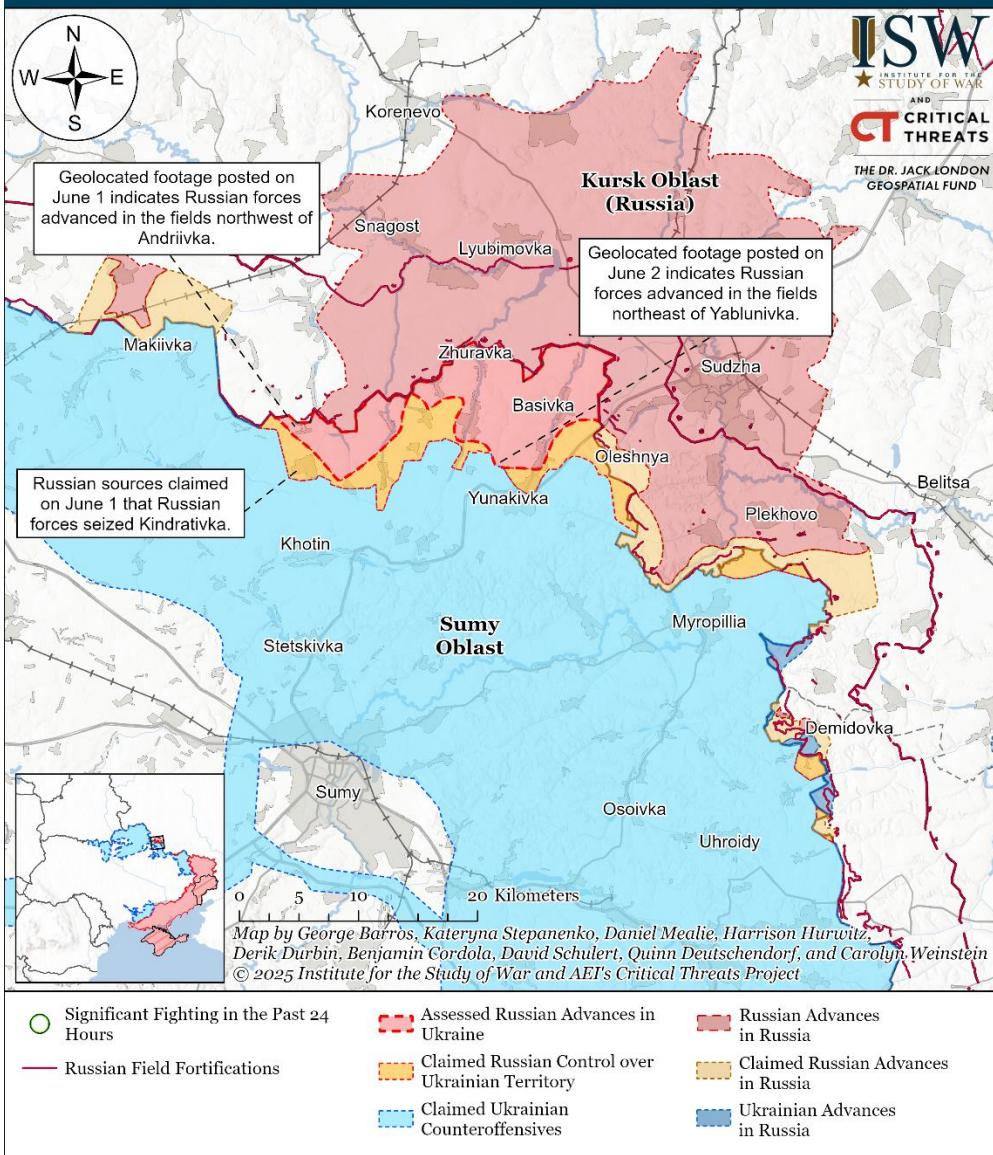 N
W E
S
ISW
INSTITUTE FOR THE
STUDY OF WAR
AND
CT CRITICAL
THREATS
THE DR. JACK LONDON
GEOSPATIAL FUND
Korenevo
Geolocated footage posted on
June 1 indicates Russian forces
advanced in the fields northwest of
Andriivka.
Kursk Oblast
(Russia)
Snagost
Lyubimovka
Geolocated footage posted on
June 2 indicates Russian
forces advanced in the fields
northeast of Yablunivka.
Makiivka
Zhuravka
Sudzha
Basivka
Oleshnya
Russian sources claimed
on June 1 that Russian
forces seized Kindrativka.
Yunakivka
Belitsa
Plekhovo
Khotin
Sumy
Oblast
Myropillia
Stetskivka
Demidovka
Sumy
Osoivka
Uhroidy
0 5 10 20 Kilometers
Map by George Barros, Kateryna Stepanenko, Daniel Mealie, Harrison Hurwitz,
Derik Durbin, Benjamin Cordola, David Schulert, Quinn Deutschendorf, and Carolyn Weinstein
© 2025 Institute for the Study of War and AEI's Critical Threats Project
Significant Fighting in the Past 24
Hours
Russian Field Fortifications
Assessed Russian Advances in
Ukraine
Claimed Russian Control over
Ukrainian Territory
Claimed Ukrainian
Counteroffensives
Russian Advances
in Russia
Claimed Russian Advances
in Russia
Ukrainian Advances
in Russia